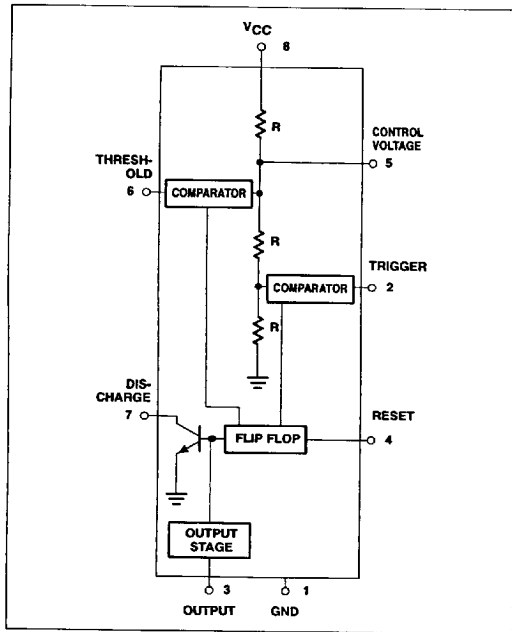 VCC
8
R
CONTROL
VOLTAGE
5
THRESH-
OLD
6
COMPARATOR
R
TRIGGER
COMPARATOR
2
R
DIS-
CHARGE
7
RESET
FLIP FLOP
4
OUTPUT
STAGE
3
1
OUTPUT
GND